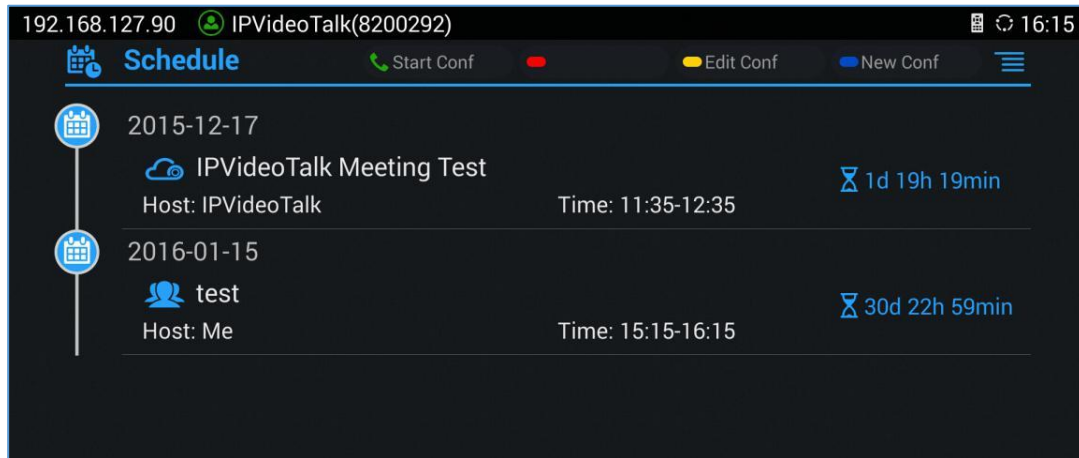 192.168.127.90 IPVideoTalk(8200292) 16:15
Schedule Start Conf Edit Conf New Conf
2015-12-17
IPVideoTalk Meeting Test
1d 19h 19min
Host: IPVideoTalk Time: 11:35-12:35
2016-01-15
test
30d 22h 59min
Host: Me Time: 15:15-16:15